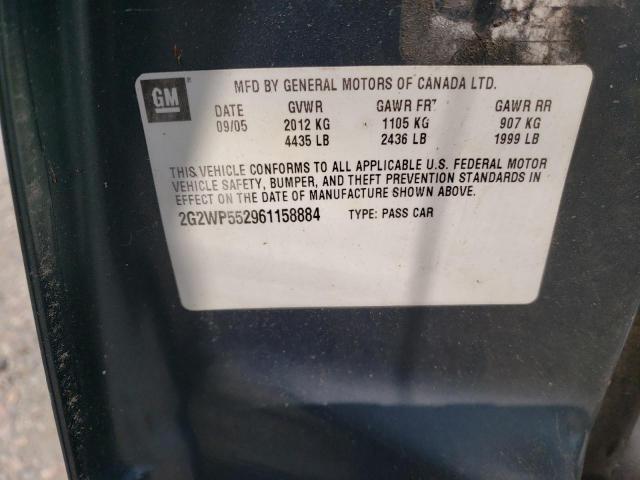 GM
MFD BY GENERAL MOTORS OF CANADA LTD.
DATE GVWR GAWR FRT GAWR RR
09/05 2012 KG 1105 KG 907 KG
4435 LB 2436 LB 1999 LB
THIS VEHICLE CONFORMS TO ALL APPLICABLE U.S. FEDERAL MOTOR
VEHICLE SAFETY, BUMPER, AND THEFT PREVENTION STANDARDS IN
EFFECT ON THE DATE OF MANUFACTURE SHOWN ABOVE.
2G2WP552961158884 TYPE: PASS CAR